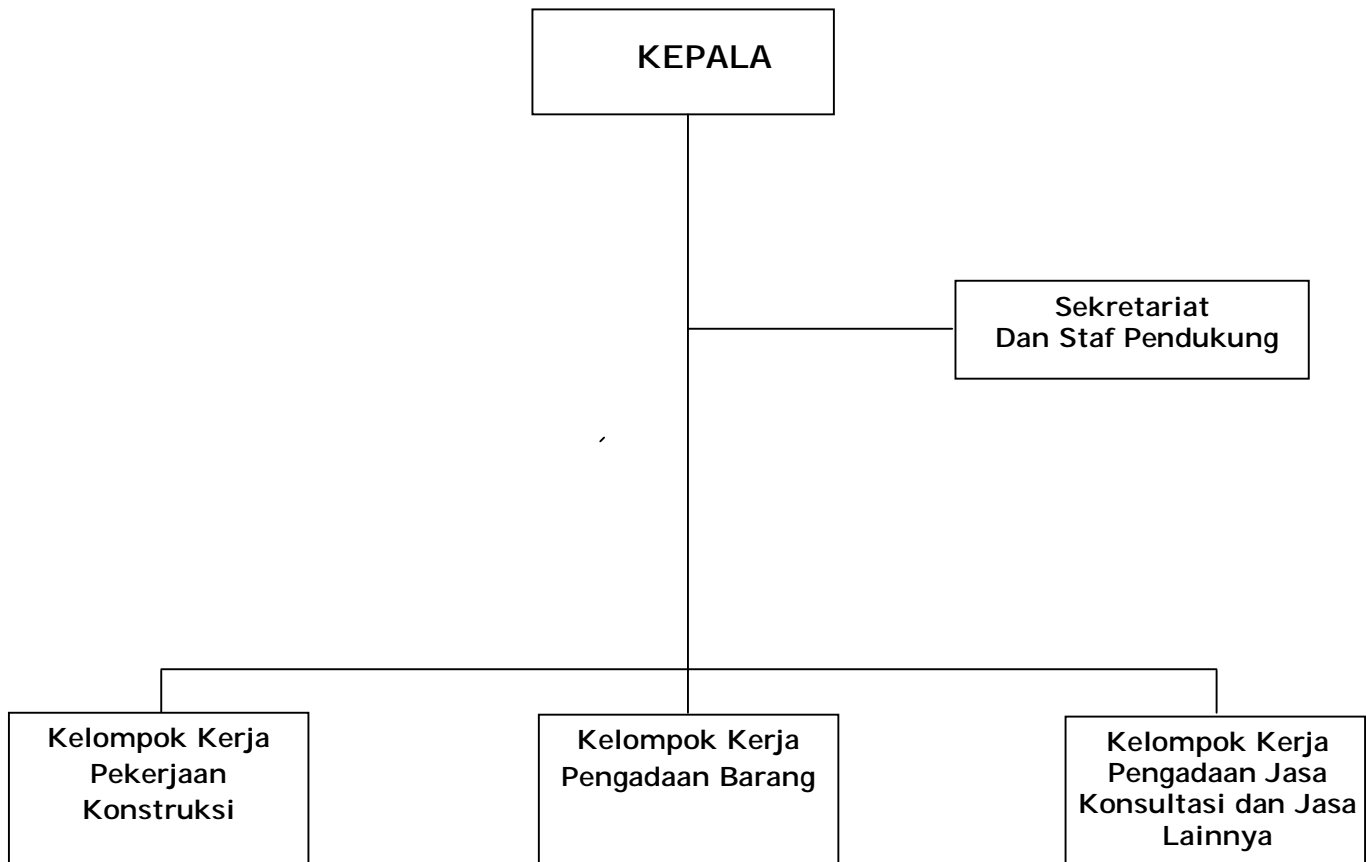 KEPALA
Sekretariat
Dan Staf Pendukung
Kelompok Kerja
Pekerjaan
Konstruksi
Kelompok Kerja
Pengadaan Barang
Kelompok Kerja
Pengadaan Jasa
Konsultasi dan Jasa
Lainnya